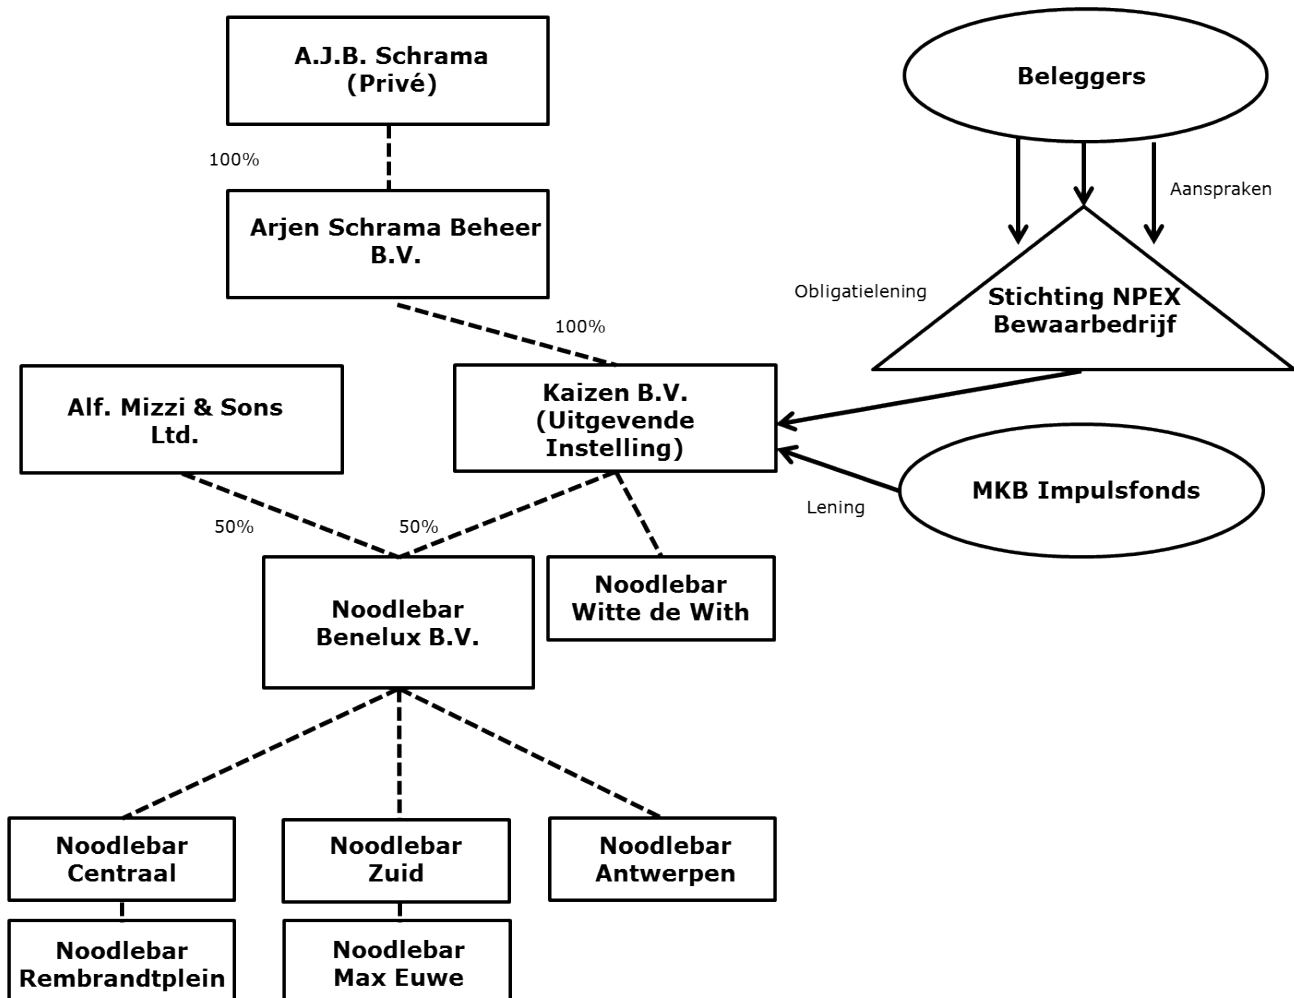 A.J.B. Schrama
(Privé)
Beleggers
100%
Aanspraken
Arjen Schrama Beheer
B.V.
Obligatielening
Stichting NPEX
Bewaarbedrijf
100%
Alf. Mizzi & Sons
Ltd.
Kaizen B.V.
(Uitgevende
Instelling)
MKB Impulsfonds
Lening
50%
50%
Noodlebar
Benelux B.V.
Noodlebar
Witte de With
Noodlebar
Centraal
Noodlebar
Zuid
Noodlebar
Antwerpen
Noodlebar
Rembrandtplein
Noodlebar
Max Euwe